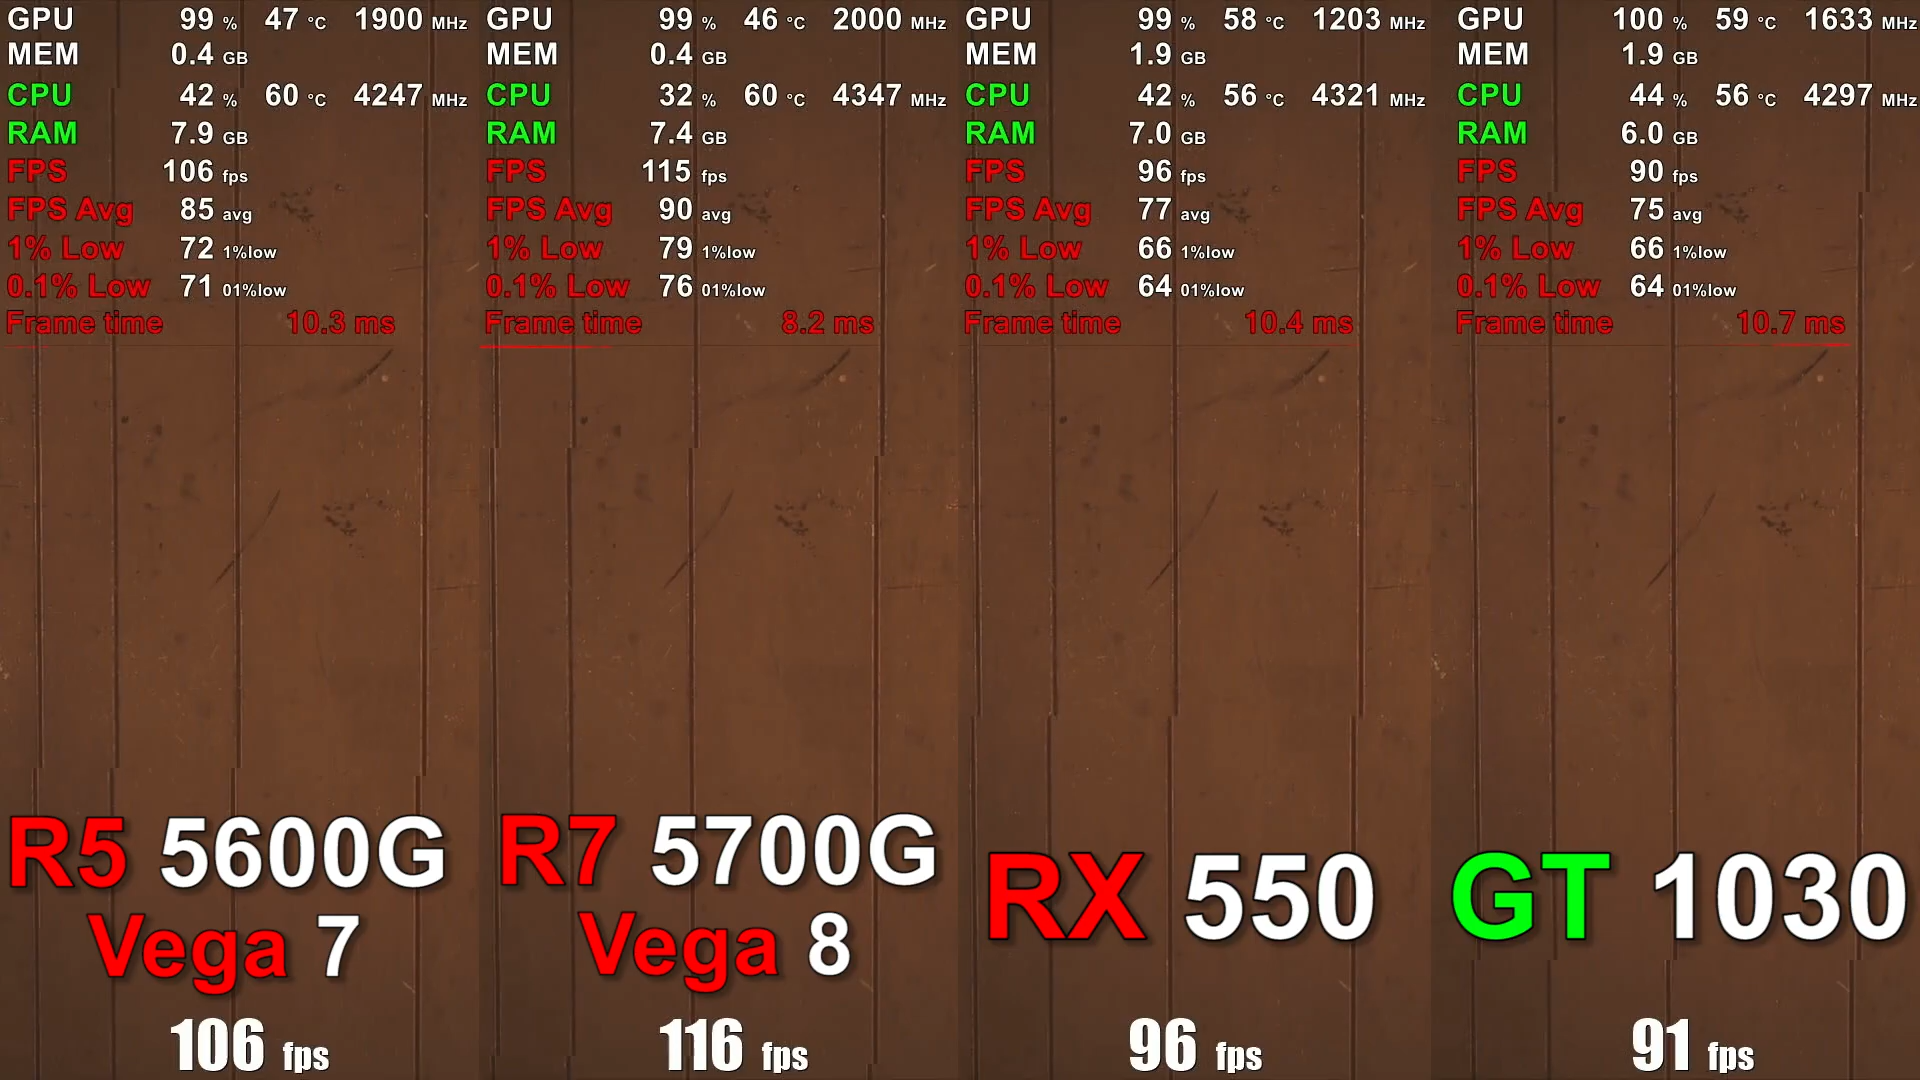 GPU 99 % 47 °C 1900 MHz
MEM 0.4 GB
CPU 42 % 60 °C 4247 MHz
RAM 7.9 GB
FPS 106 fps
FPS Avg 85 avg
1% Low 72 1%low
0.1% Low 71 01%low
Frame time 10.3 ms
R5 5600G
Vega 7
106 fps
GPU 99 % 46 °C 2000 MHz
MEM 0.4 GB
CPU 32 % 60 °C 4347 MHz
RAM 7.4 GB
FPS 115 fps
FPS Avg 90 avg
1% Low 79 1%low
0.1% Low 76 01%low
Frame time 8.2 ms
R7 5700G
Vega 8
116 fps
GPU 99 % 58 °C 1203 MHz
MEM 1.9 GB
CPU 42 % 56 °C 4321 MHz
RAM 7.0 GB
FPS 96 fps
FPS Avg 77 avg
1% Low 66 1%low
0.1% Low 64 01%low
Frame time 10.4 ms
RX 550
96 fps
GPU 100 % 59 °C 1633 MHz
MEM 1.9 GB
CPU 44 % 56 °C 4297 MHz
RAM 6.0 GB
FPS 90 fps
FPS Avg 75 avg
1% Low 66 1%low
0.1% Low 64 01%low
Frame time 10.7 ms
GT 1030
91 fps